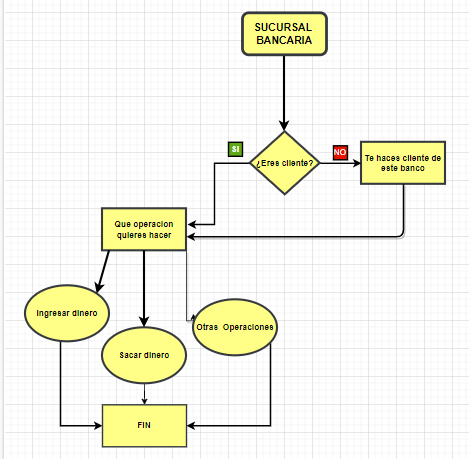 SUCURSAL
BANCARIA
SI
¿Eres cliente?
NO
Te haces cliente de
este banco
Que operacion
quieres hacer
Ingresar dinero
Sacar dinero
Otras Operaciones
FIN